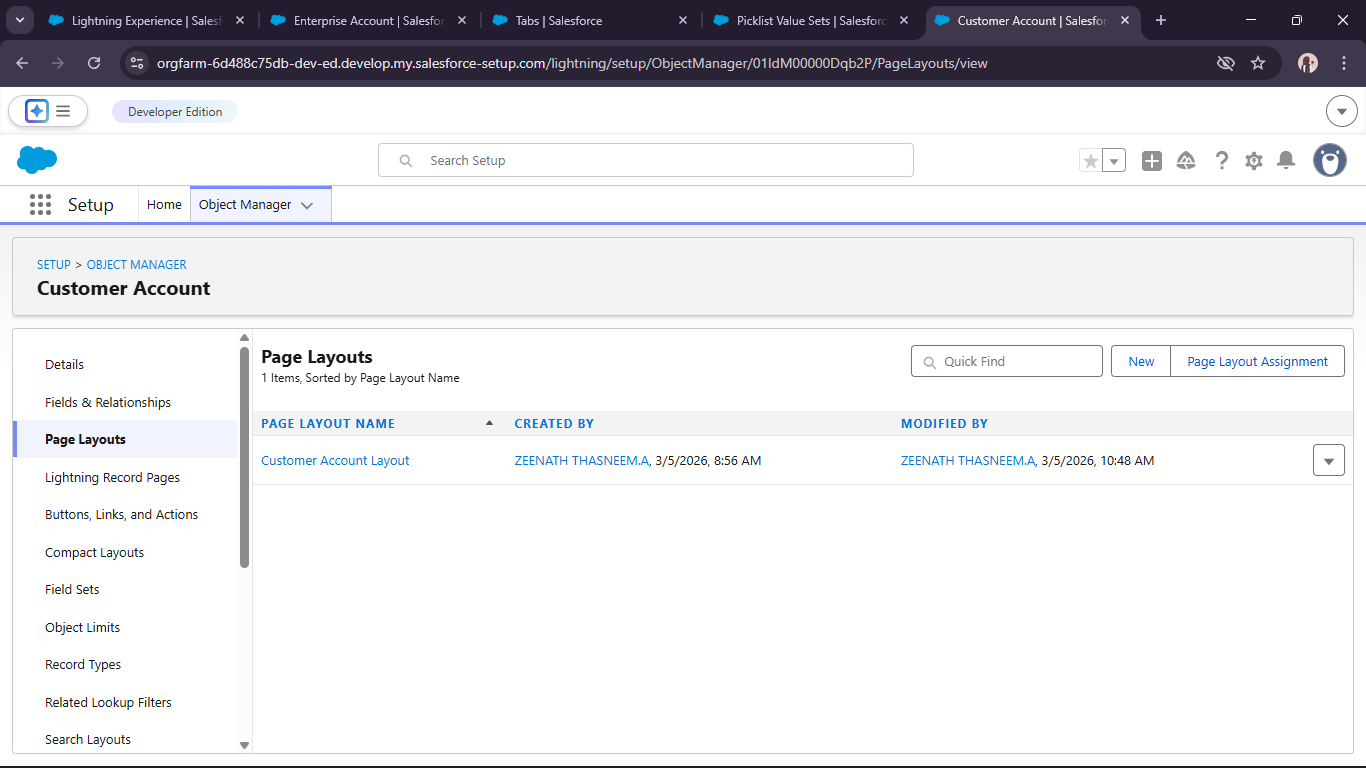 Lightning Experience | Salesf
Enterprise Account | Salesfor
Tabs | Salesforce
Picklist Value Sets | Salesforc
Customer Account | Salesfor
orgfarm-6d488c75db-dev-ed.develop.my.salesforce-setup.com/lightning/setup/ObjectManager/01IdM00000Dqb2P/PageLayouts/view
Developer Edition
Search Setup
Setup
Home
Object Manager
SETUP > OBJECT MANAGER
Customer Account
Details
Fields & Relationships
Page Layouts
Lightning Record Pages
Buttons, Links, and Actions
Compact Layouts
Field Sets
Object Limits
Record Types
Related Lookup Filters
Search Layouts
Page Layouts
1 Items, Sorted by Page Layout Name
Quick Find
New
Page Layout Assignment
PAGE LAYOUT NAME
CREATED BY
MODIFIED BY
Customer Account Layout
ZEENATH THASNEEM.A, 3/5/2026, 8:56 AM
ZEENATH THASNEEM.A, 3/5/2026, 10:48 AM